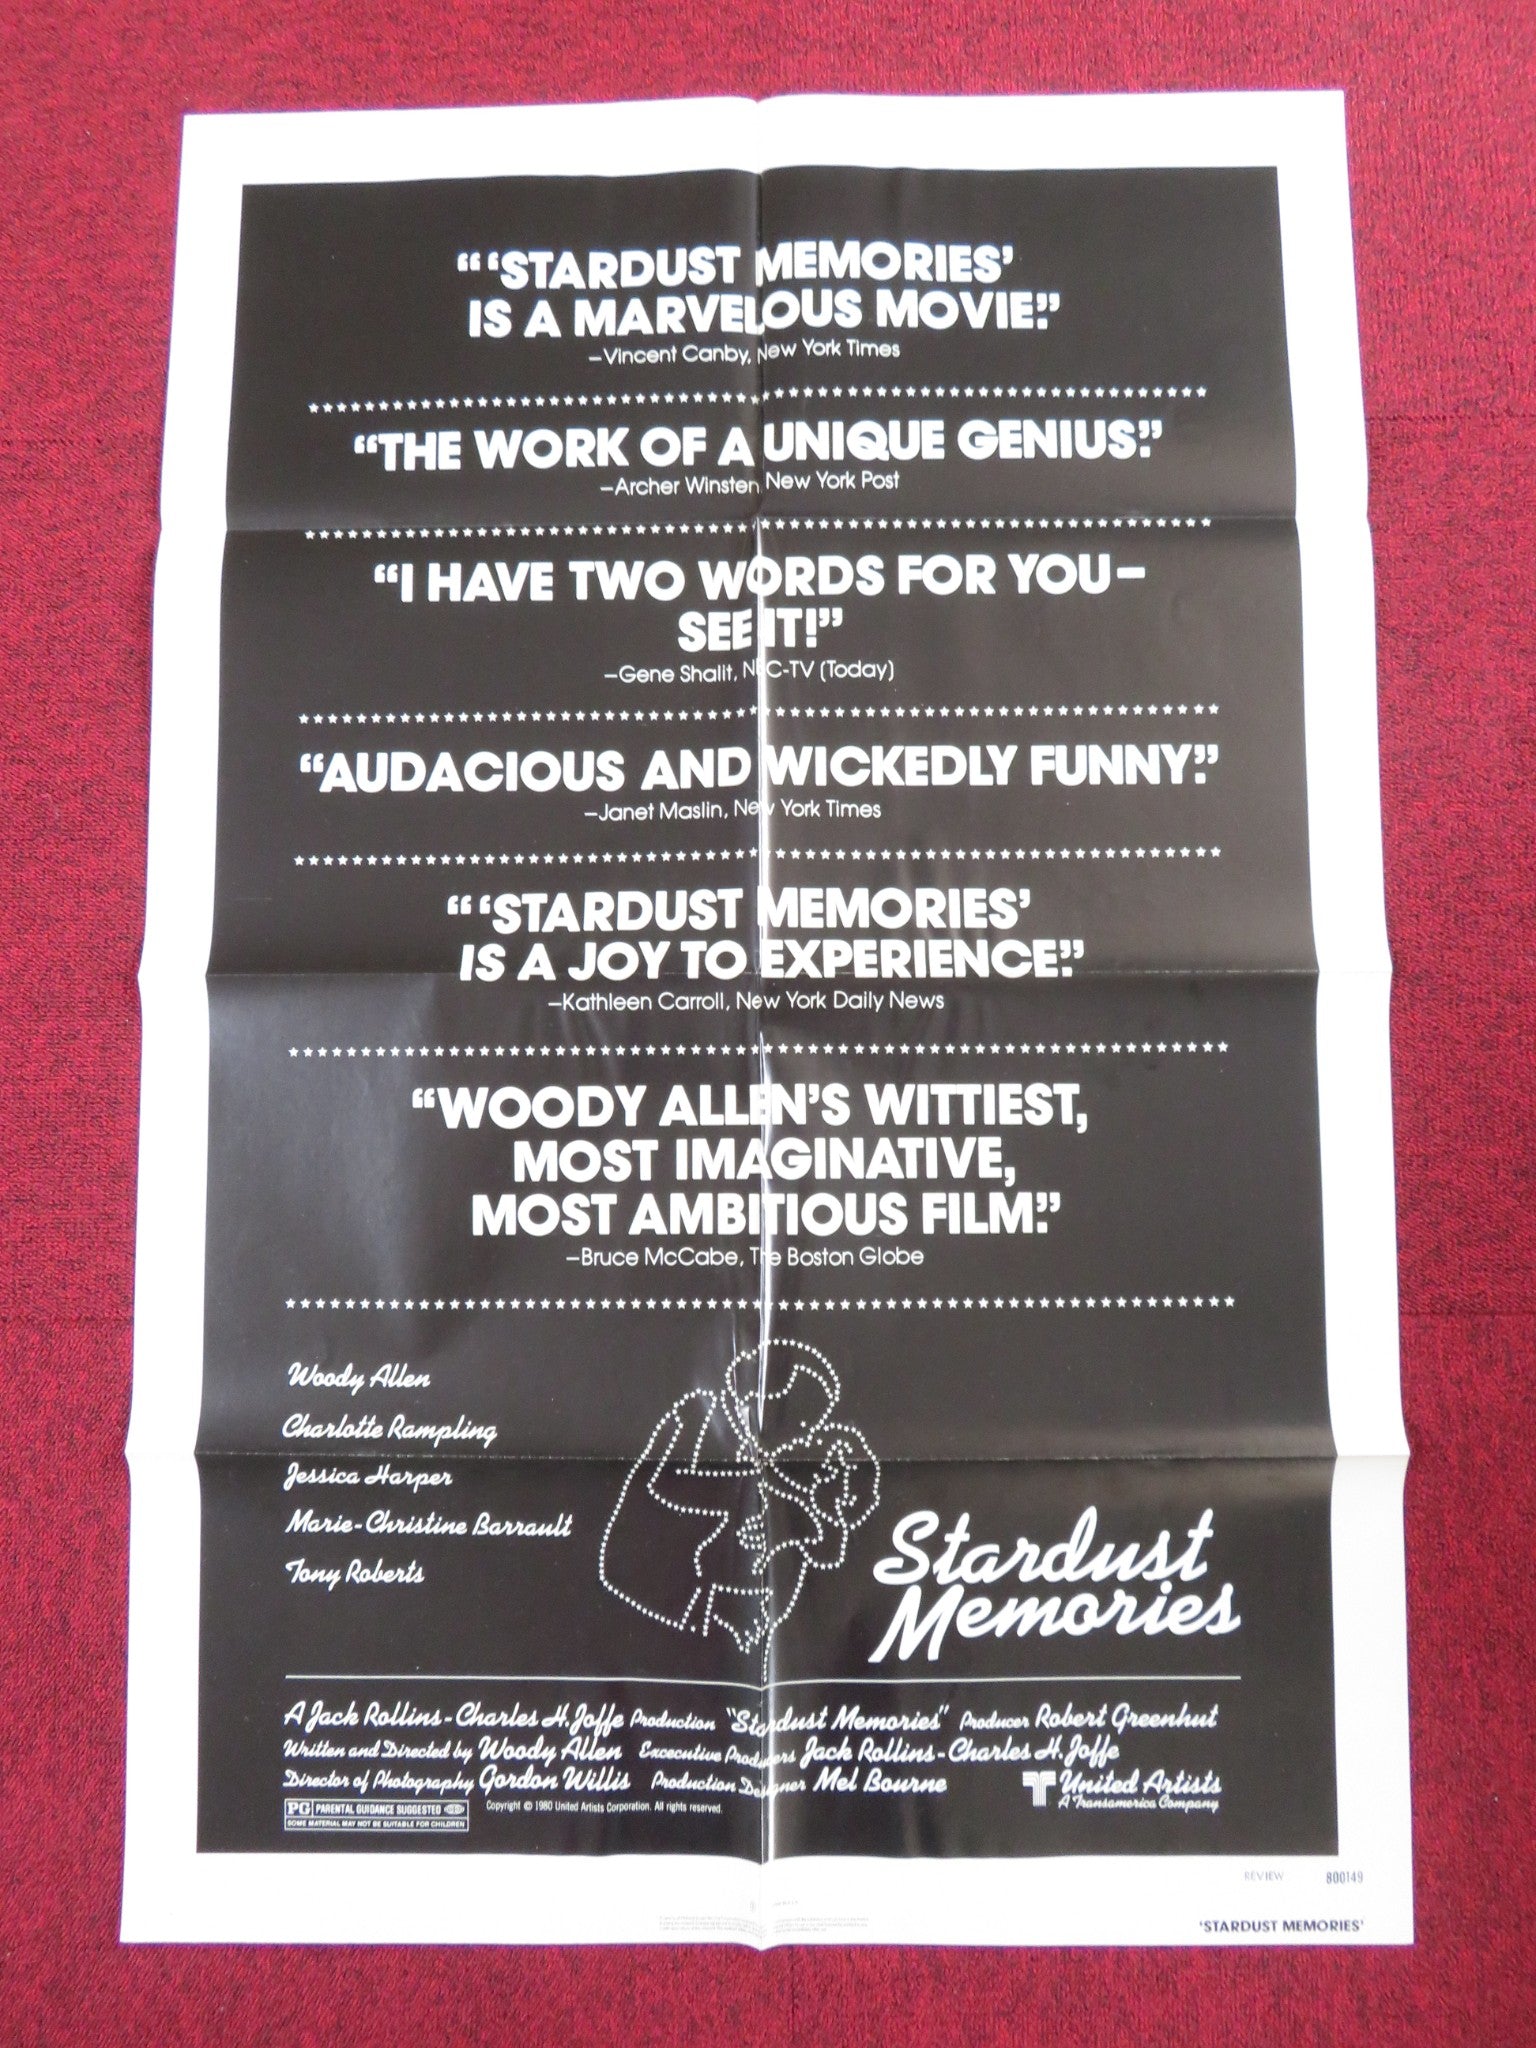 “ ‘STARDUST MEMORIES’
IS A MARVELOUS MOVIE.”
–Vincent Canby, New York Times
“THE WORK OF A UNIQUE GENIUS.”
–Archer Winsten, New York Post
“I HAVE TWO WORDS FOR YOU–
SEE IT!”
–Gene Shalit, NBC-TV (Today)
“AUDACIOUS AND WICKEDLY FUNNY.”
–Janet Maslin, New York Times
“ ‘STARDUST MEMORIES’
IS A JOY TO EXPERIENCE.”
–Kathleen Carroll, New York Daily News
“WOODY ALLEN’S WITTIEST,
MOST IMAGINATIVE,
MOST AMBITIOUS FILM.”
–Bruce McCabe, The Boston Globe
Woody Allen
Charlotte Rampling
Jessica Harper
Marie-Christine Barrault
Tony Roberts
Stardust
Memories
A Jack Rollins-Charles H. Joffe Production "Stardust Memories" Producer Robert Greenhut
Written and Directed by Woody Allen Excecutive Producers Jack Rollins-Charles H. Joffe
Director of Photography Gordon Willis Production Designer Mel Bourne
United Artists
A Transamerica Company
PG PARENTAL GUIDANCE SUGGESTED
SOME MATERIAL MAY NOT BE SUITABLE FOR CHILDREN
Copyright © 1980 United Artists Corporation. All rights reserved.
REVIEW 800149
‘STARDUST MEMORIES’